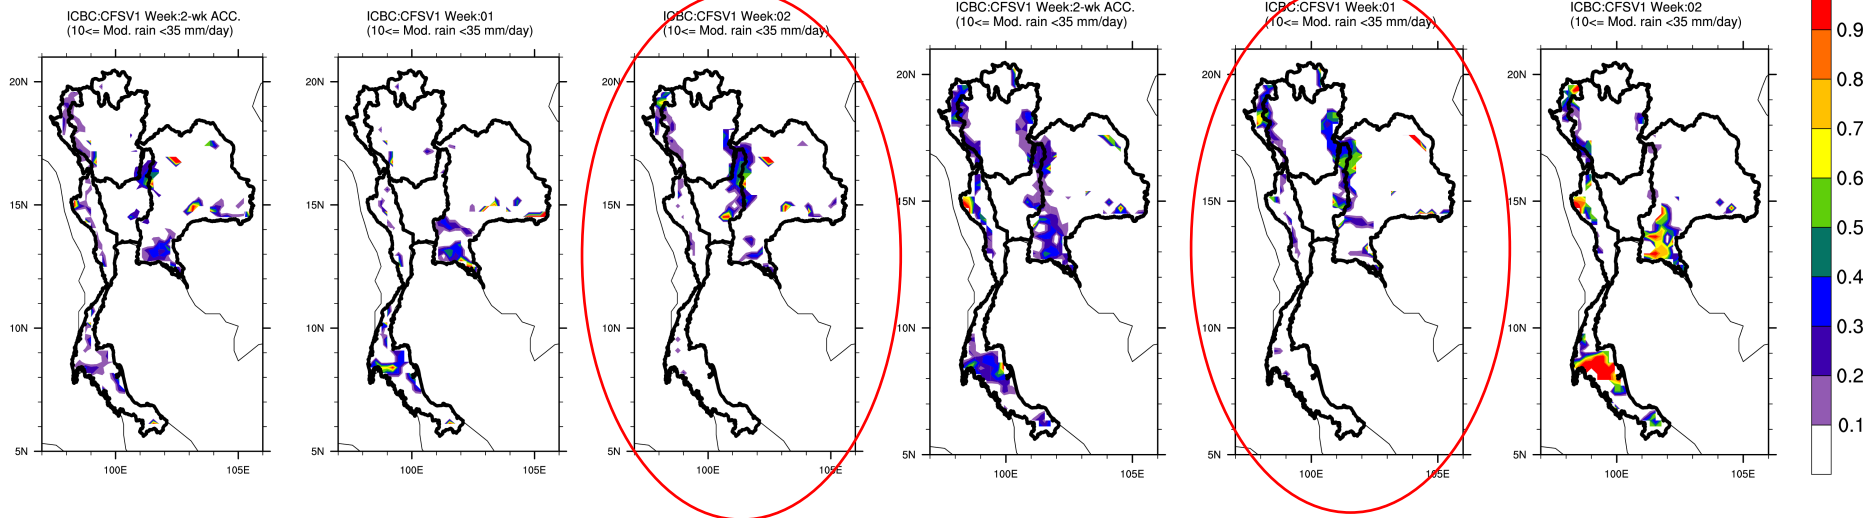 ICBC:CFSV1 Week:2-wk ACC.
(10<= Mod. rain <35 mm/day)
20N
15N
10N
5N
100E
105E
ICBC:CFSV1 Week:01
(10<= Mod. rain <35 mm/day)
20N
15N
10N
5N
100E
105E
ICBC:CFSV1 Week:02
(10<= Mod. rain <35 mm/day)
20N
15N
10N
5N
100E
105E
ICBC:CFSV1 Week:2-wk ACC.
(10<= Mod. rain <35 mm/day)
20N
15N
10N
5N
100E
105E
ICBC:CFSV1 Week:01
(10<= Mod. rain <35 mm/day)
20N
15N
10N
5N
100E
105E
ICBC:CFSV1 Week:02
(10<= Mod. rain <35 mm/day)
20N
15N
10N
5N
100E
105E
0.9
0.8
0.7
0.6
0.5
0.4
0.3
0.2
0.1